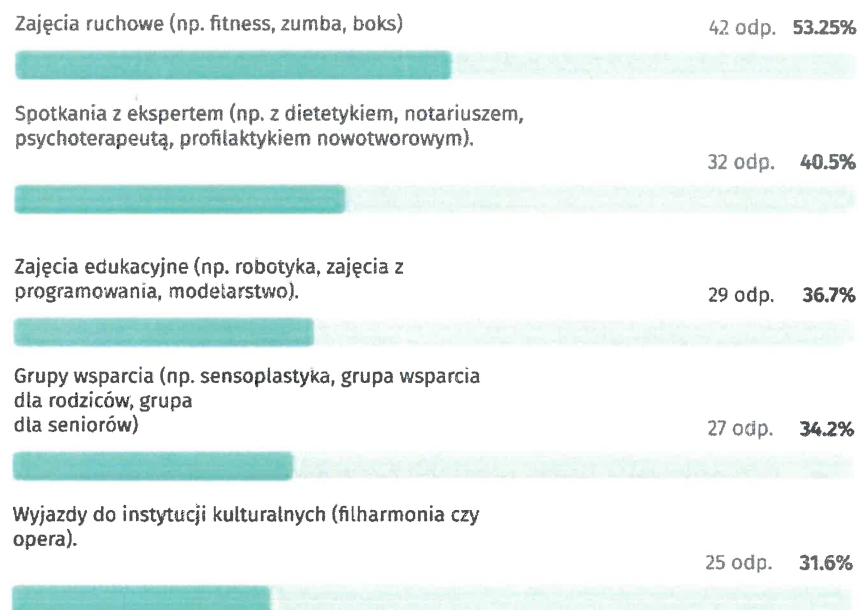 Zajęcia ruchowe (np. fitness, zumba, boks)
42 odp. 53.25%
Spotkania z ekspertem (np. z dietetykiem, notariuszem,
psychoterapeutą, profilaktykiem nowotworowym).
32 odp. 40.5%
Zajęcia edukacyjne (np. robotyka, zajęcia z
programowania, modelarstwo).
29 odp. 36.7%
Grupy wsparcia (np. sensoplastyka, grupa wsparcia
dla rodziców, grupa
dla seniorów)
27 odp. 34.2%
Wyjazdy do instytucji kulturalnych (filharmonia czy
opera).
25 odp. 31.6%